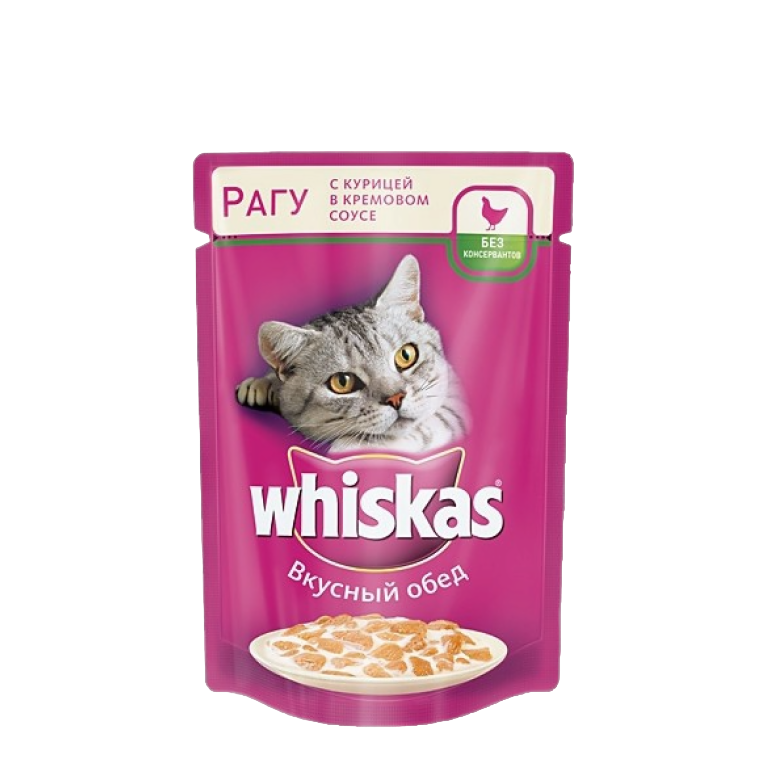 РАГУ
С КУРИЦЕЙ
В КРЕМОВОМ
СОУСЕ
БЕЗ
КОНСЕРВАНТОВ
whiskas®
Вкусный обед